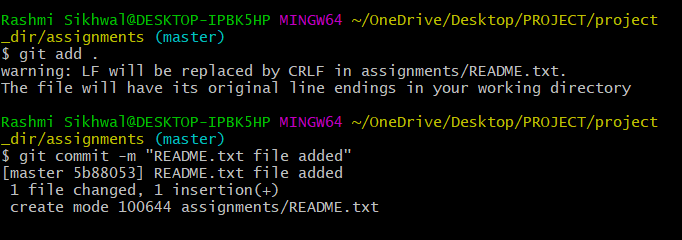 Rashmi Sikhwal@DESKTOP-IPBK5HP MINGW64 ~/OneDrive/Desktop/PROJECT/project
_dir/assignments (master)
$ git add .
warning: LF will be replaced by CRLF in assignments/README.txt.
The file will have its original line endings in your working directory
Rashmi Sikhwal@DESKTOP-IPBK5HP MINGW64 ~/OneDrive/Desktop/PROJECT/project
_dir/assignments (master)
$ git commit -m "README.txt file added"
[master 5b88053] README.txt file added
1 file changed, 1 insertion(+)
create mode 100644 assignments/README.txt